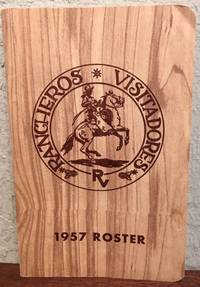 RANCHEROS VISITADORES
RV
1957 ROSTER